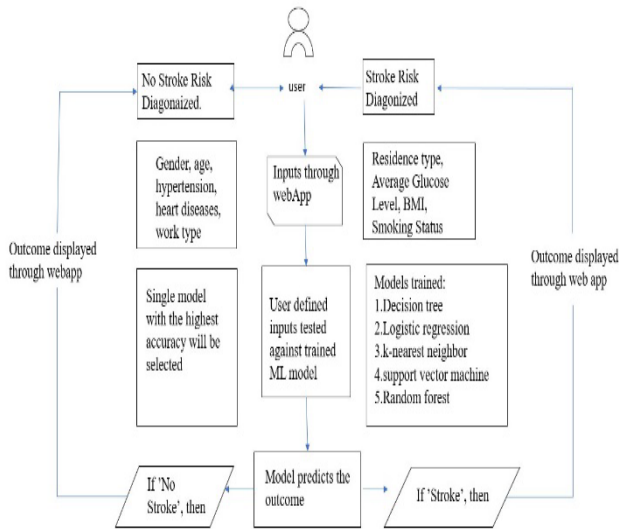 No Stroke Risk
Diagonaized.
user
Stroke Risk
Diagonized
Gender, age,
hypertension,
heart diseases,
work type
Inputs through
webApp
Residence type,
Average Glucose
Level, BMI,
Smoking Status
Outcome displayed
through webapp
Outcome displayed
through web app
Single model
with the highest
accuracy will be
selected
User defined
inputs tested
against trained
ML model
Models trained:
1.Decision tree
2.Logistic regression
3.k-nearest neighbor
4.support vector machine
5.Random forest
If 'No
Stroke', then
Model predicts the
outcome
If 'Stroke', then